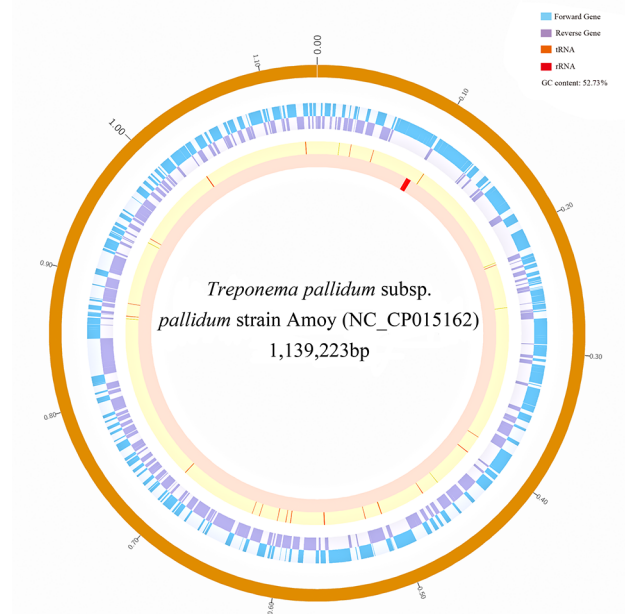 Forward Gene
Reverse Gene
tRNA
rRNA
GC content: 52.73%
0.00
0.10
0.20
0.30
0.40
0.50
0.60
0.70
0.80
0.90
1.00
1.10
Treponema pallidum subsp.
pallidum strain Amoy (NC_CP015162)
1,139,223bp